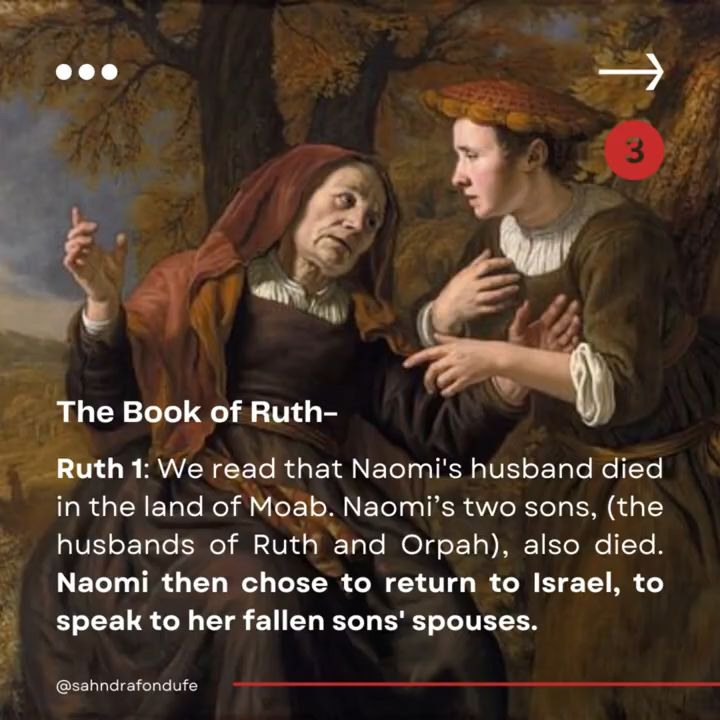 3
The Book of Ruth–
Ruth 1: We read that Naomi's husband died
in the land of Moab. Naomi’s two sons, (the
husbands of Ruth and Orpah), also died.
Naomi then chose to return to Israel, to
speak to her fallen sons' spouses.
@sahndrafondufe